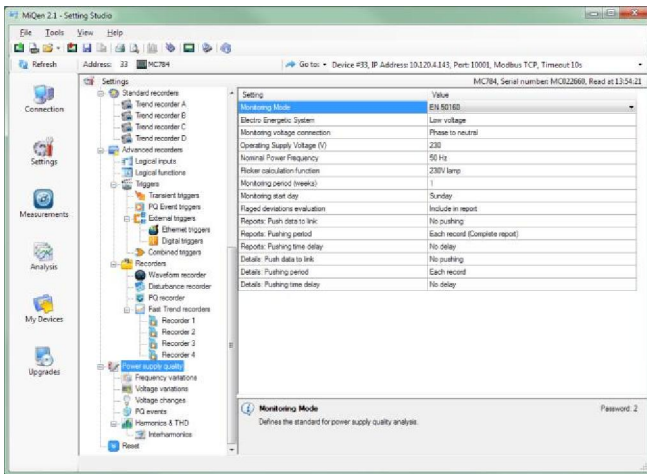 MiQen 2.1 - Setting Studio
File Tools View Help
Refresh Address: 33 MC784 Go to: Device #33, IP Address: 10.120.4.143, Port: 10001, Modbus TCP, Timeout 10s
Settings MC784, Serial number: MC022660, Read at 13:54:21
Connection
Settings
Measurements
Analysis
My Devices
Upgrades
Standard recorders
Trend recorder A
Trend recorder B
Trend recorder C
Trend recorder D
Advanced recorders
Logical inputs
Logical functions
Triggers
Transient triggers
PQ Event triggers
External triggers
Ethernet triggers
Digital triggers
Combined triggers
Recorders
Waveform recorder
Disturbance recorder
PQ recorder
Fast Trend recorders
Recorder 1
Recorder 2
Recorder 3
Recorder 4
Power supply quality
Frequency variations
Voltage variations
Voltage changes
PQ events
Harmonics & THD
Interharmonics
Reset
Setting Value
Monitoring Mode EN 50160
Electro Energetic System Low voltage
Monitoring voltage connection Phase to neutral
Operating Supply Voltage (V) 230
Nominal Power Frequency 50 Hz
Flicker calculation function 230V lamp
Monitoring period (weeks) 1
Monitoring start day Sunday
Flaged deviations evaluation Include in report
Reports: Push data to link No pushing
Reports: Pushing period Each record (Complete report)
Reports: Pushing time delay No delay
Details: Push data to link No pushing
Details: Pushing period Each record
Details: Pushing time delay No delay
Monitoring Mode Password: 2
Defines the standard for power supply quality analysis.